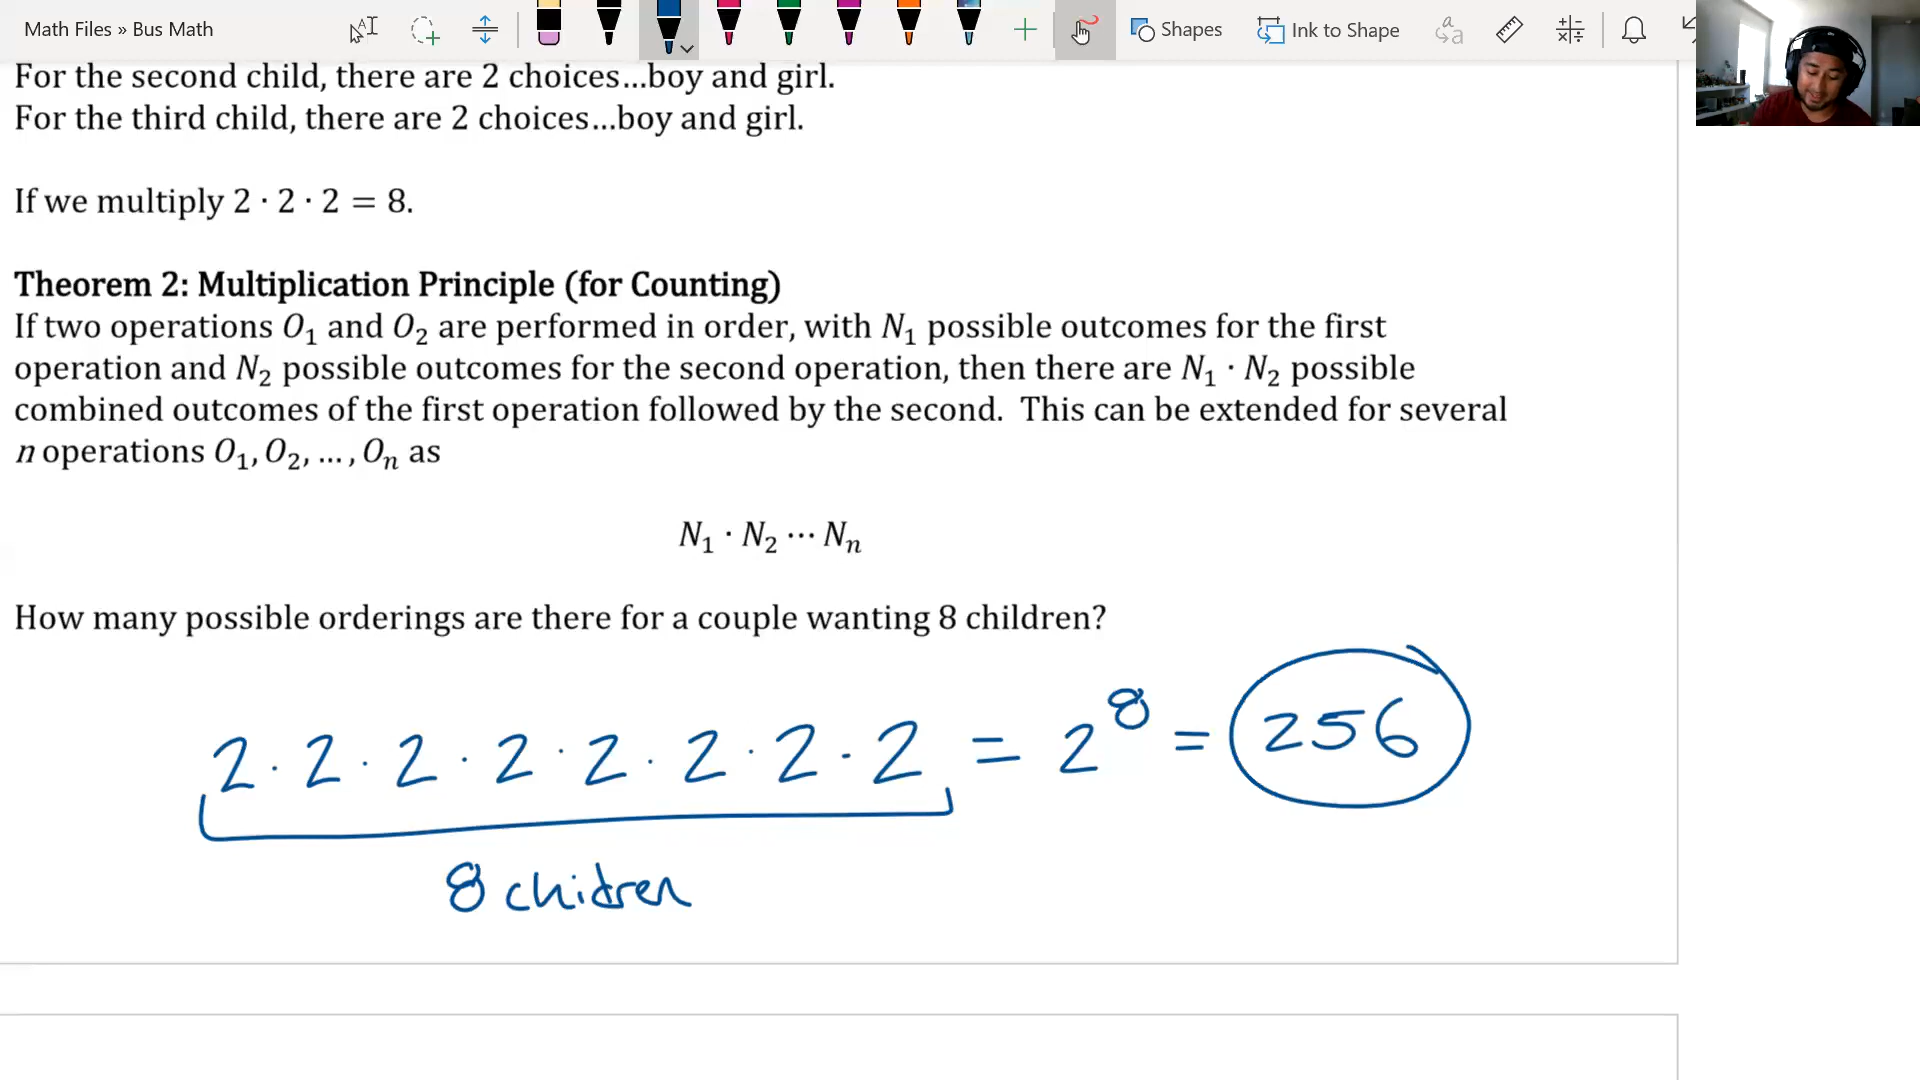 Math Files » Bus Math
Shapes
Ink to Shape
For the second child, there are 2 choices…boy and girl.
For the third child, there are 2 choices…boy and girl.
If we multiply 2 · 2 · 2 = 8.
Theorem 2: Multiplication Principle (for Counting)
If two operations O₁ and O₂ are performed in order, with N₁ possible outcomes for the first
operation and N₂ possible outcomes for the second operation, then there are N₁ · N₂ possible
combined outcomes of the first operation followed by the second. This can be extended for several
n operations O₁, O₂, … , Oₙ as
N₁ · N₂ ⋯ Nₙ
How many possible orderings are there for a couple wanting 8 children?
2 · 2 · 2 · 2 · 2 · 2 · 2 · 2 = 2⁸ = 256
8 children